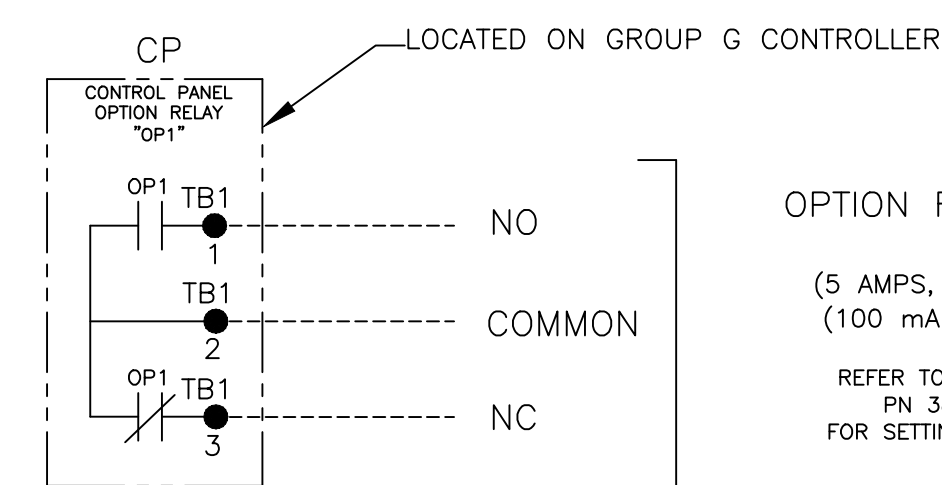 CP
LOCATED ON GROUP G CONTROLLER
CONTROL PANEL
OPTION RELAY
"OP1"
OP1 TB1
1
NO
TB1
2
COMMON
OP1 TB1
3
NC
OPTION
(5 AMPS,
(100 mA
REFER TO
PN 3
FOR